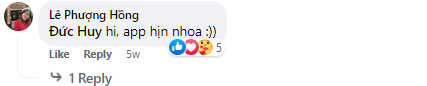 Lê Phượng Hồng
Đức Huy hi, app hịn nhoa :))
Like Reply 5w 5
1 Reply